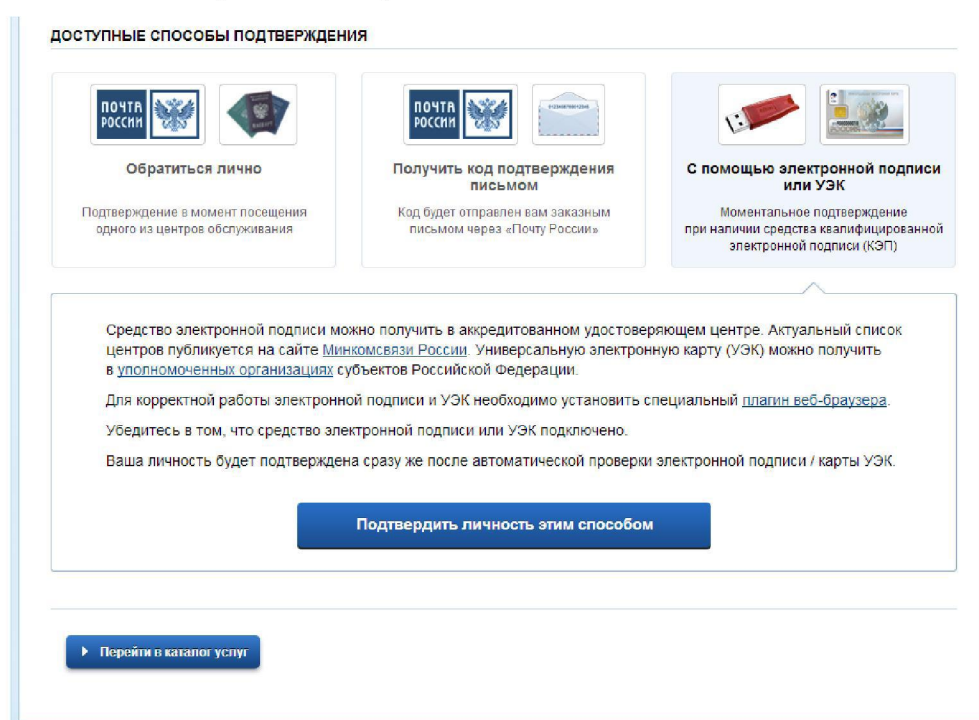 ДОСТУПНЫЕ СПОСОБЫ ПОДТВЕРЖДЕНИЯ
ПОЧТА
РОССИИ
Обратиться лично
Подтверждение в момент посещения
одного из центров обслуживания
ПОЧТА
РОССИИ
Получить код подтверждения
письмом
Код будет отправлен вам заказным
письмом через «Почту России»
С помощью электронной подписи
или УЭК
Моментальное подтверждение
при наличии средства квалифицированной
электронной подписи (КЭП)
Средство электронной подписи можно получить в аккредитованном удостоверяющем центре. Актуальный список
центров публикуется на сайте Минкомсвязи России. Универсальную электронную карту (УЭК) можно получить
в уполномоченных организациях субъектов Российской Федерации.
Для корректной работы электронной подписи и УЭК необходимо установить специальный плагин веб-браузера.
Убедитесь в том, что средство электронной подписи или УЭК подключено.
Ваша личность будет подтверждена сразу же после автоматической проверки электронной подписи / карты УЭК.
Подтвердить личность этим способом
Перейти в каталог услуг